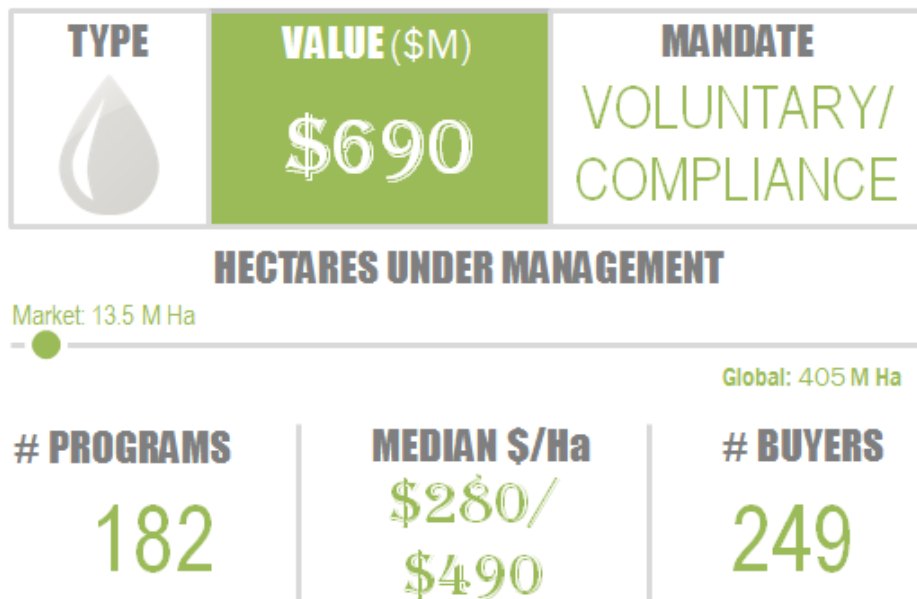 TYPE
VALUE ($M)
MANDATE
$690
VOLUNTARY/
COMPLIANCE
HECTARES UNDER MANAGEMENT
Market: 13.5 M Ha
Global: 405 M Ha
# PROGRAMS
MEDIAN $/Ha
# BUYERS
182
$280/
$490
249